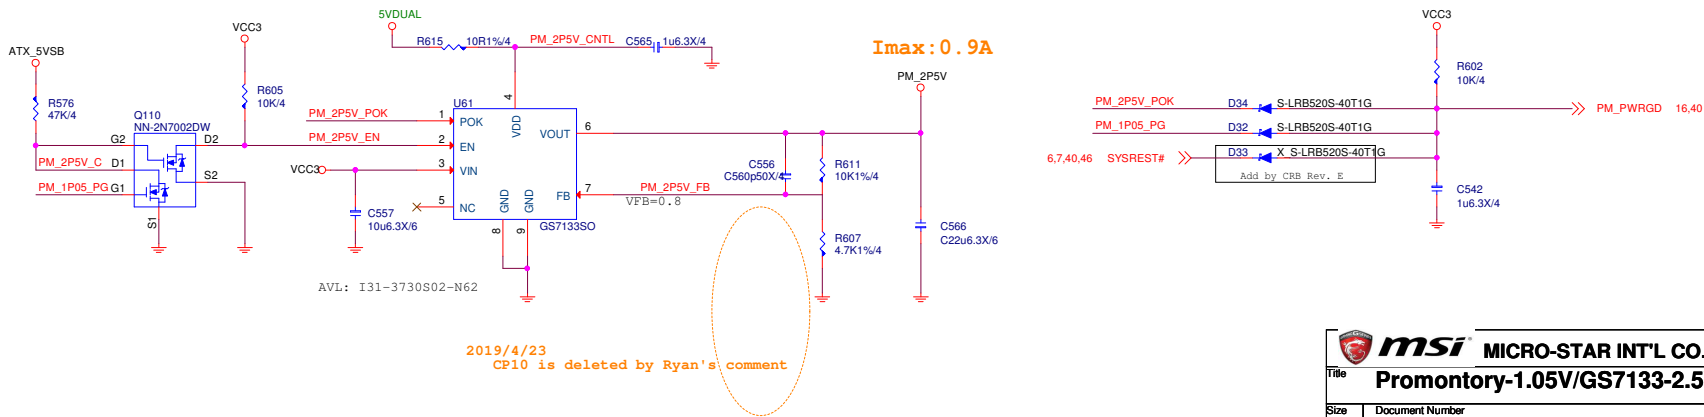 5VDUAL
R615
10R1%/4
PM_2P5V_CNTL
C565
1u6.3X/4
Imax:0.9A
ATX_5VSB
VCC3
R576
47K/4
R605
10K/4
Q110
NN-2N7002DW
G2
D2
PM_2P5V_C
D1
S2
PM_1P05_PG
G1
S1
PM_2P5V_POK
PM_2P5V_EN
VCC3
C557
10u6.3X/6
U61
4
VDD
1
POK
2
EN
3
VIN
5
NC
VOUT
6
FB
7
GND
GND
8
9
GS7133SO
PM_2P5V_FB
VFB=0.8
C556
C560p50X/4
R611
10K1%/4
R607
4.7K1%/4
PM_2P5V
C566
C22u6.3X/6
AVL: I31-3730S02-N62
2019/4/23
CP10 is deleted by Ryan's comment
VCC3
R602
10K/4
PM_2P5V_POK
D34
S-LRB520S-40T1G
PM_PWRGD
16,40
PM_1P05_PG
D32
S-LRB520S-40T1G
6,7,40,46
SYSREST#
D33
X_S-LRB520S-40T1G
Add by CRB Rev. E
C542
1u6.3X/4
msi
MICRO-STAR INT'L CO.
Title
Promontory-1.05V/GS7133-2.5
Size
Document Number